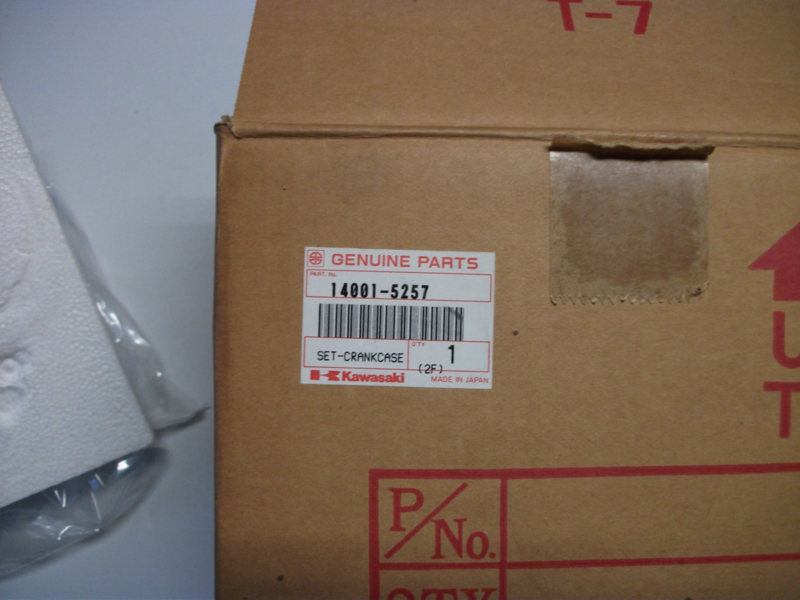 T-7
GENUINE PARTS
PART. No.
14001-5257
SET-CRANKCASE
Q'TY
1
(2F)
Kawasaki
MADE IN JAPAN
P/No.